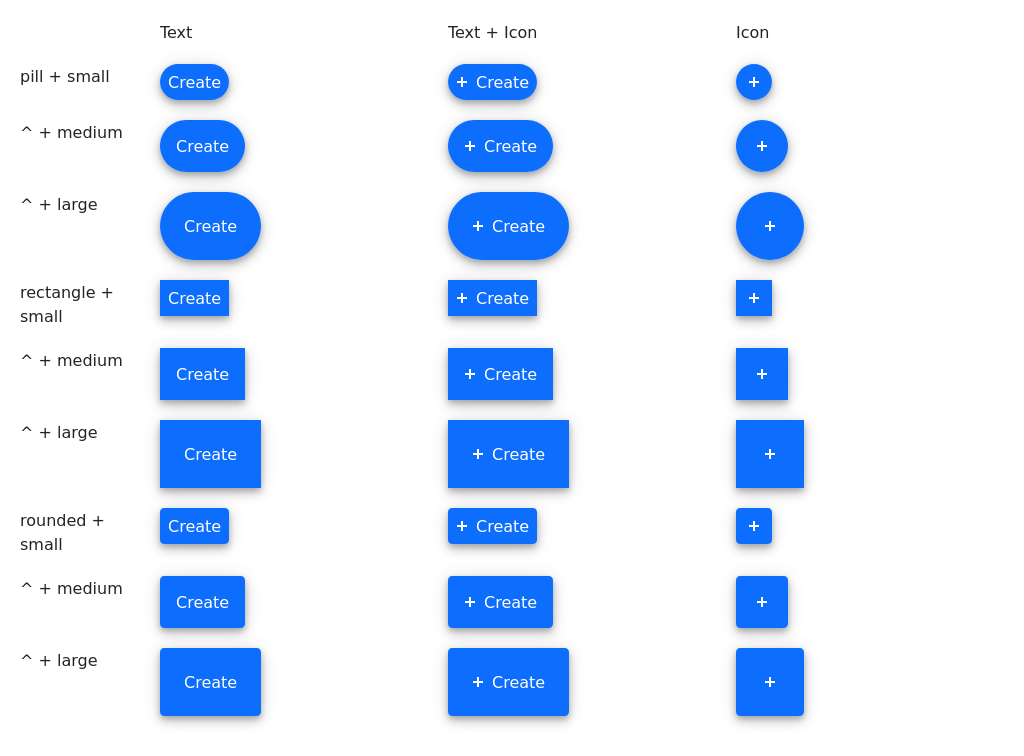 Text Text + Icon Icon
pill + small Create + Create +
^ + medium Create + Create +
^ + large Create + Create +
rectangle + Create + Create +
small
^ + medium Create + Create +
^ + large Create + Create +
rounded + Create + Create +
small
^ + medium Create + Create +
^ + large Create + Create +